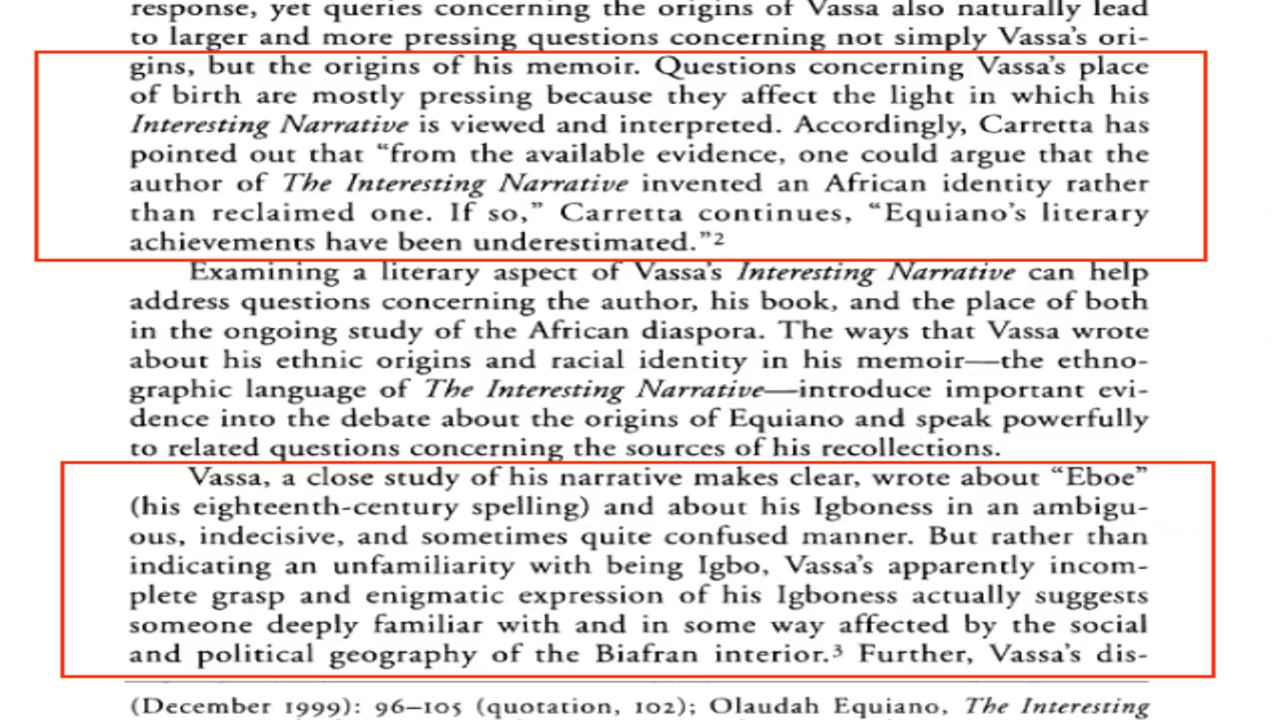 response, yet queries concerning the origins of Vassa also naturally lead
to larger and more pressing questions concerning not simply Vassa's ori-
gins, but the origins of his memoir. Questions concerning Vassa's place
of birth are mostly pressing because they affect the light in which his
Interesting Narrative is viewed and interpreted. Accordingly, Carretta has
pointed out that “from the available evidence, one could argue that the
author of The Interesting Narrative invented an African identity rather
than reclaimed one. If so,” Carretta continues, “Equiano's literary
achievements have been underestimated.”2
Examining a literary aspect of Vassa's Interesting Narrative can help
address questions concerning the author, his book, and the place of both
in the ongoing study of the African diaspora. The ways that Vassa wrote
about his ethnic origins and racial identity in his memoir—the ethno-
graphic language of The Interesting Narrative—introduce important evi-
dence into the debate about the origins of Equiano and speak powerfully
to related questions concerning the sources of his recollections.
Vassa, a close study of his narrative makes clear, wrote about “Eboe”
(his eighteenth-century spelling) and about his Igboness in an ambigu-
ous, indecisive, and sometimes quite confused manner. But rather than
indicating an unfamiliarity with being Igbo, Vassa's apparently incom-
plete grasp and enigmatic expression of his Igboness actually suggests
someone deeply familiar with and in some way affected by the social
and political geography of the Biafran interior.3 Further, Vassa's dis-
(December 1999): 96–105 (quotation, 102); Olaudah Equiano, The Interesting